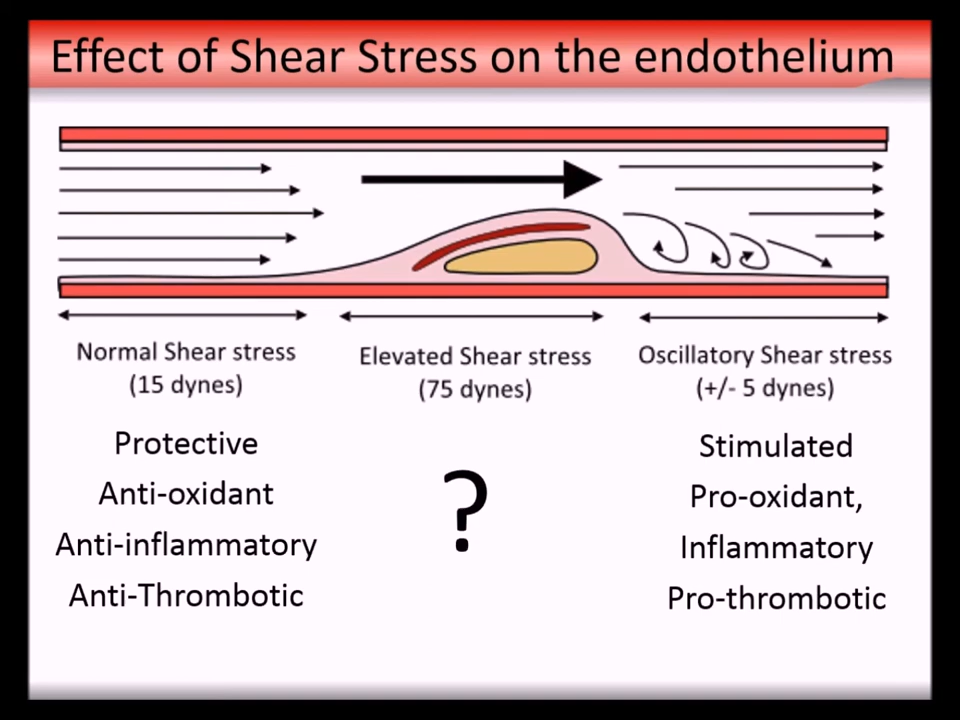 Effect of Shear Stress on the endothelium
Normal Shear stress
(15 dynes)
Protective
Anti-oxidant
Anti-inflammatory
Anti-Thrombotic
Elevated Shear stress
(75 dynes)
?
Oscillatory Shear stress
(+/- 5 dynes)
Stimulated
Pro-oxidant,
Inflammatory
Pro-thrombotic